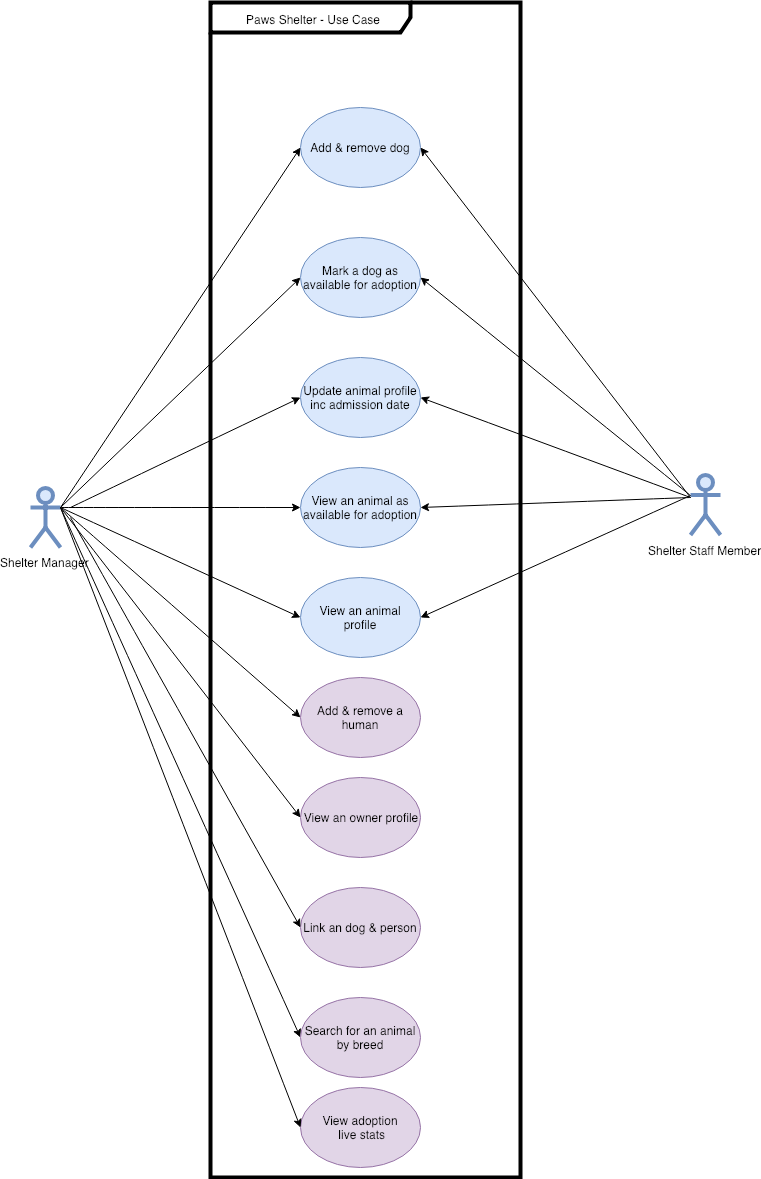 Paws Shelter - Use Case
Add & remove dog
Mark a dog as
available for adoption
Update animal profile
inc admission date
View an animal as
available for adoption
Shelter Manager
Shelter Staff Member
View an animal
profile
Add & remove a
human
View an owner profile
Link an dog & person
Search for an animal
by breed
View adoption
live stats